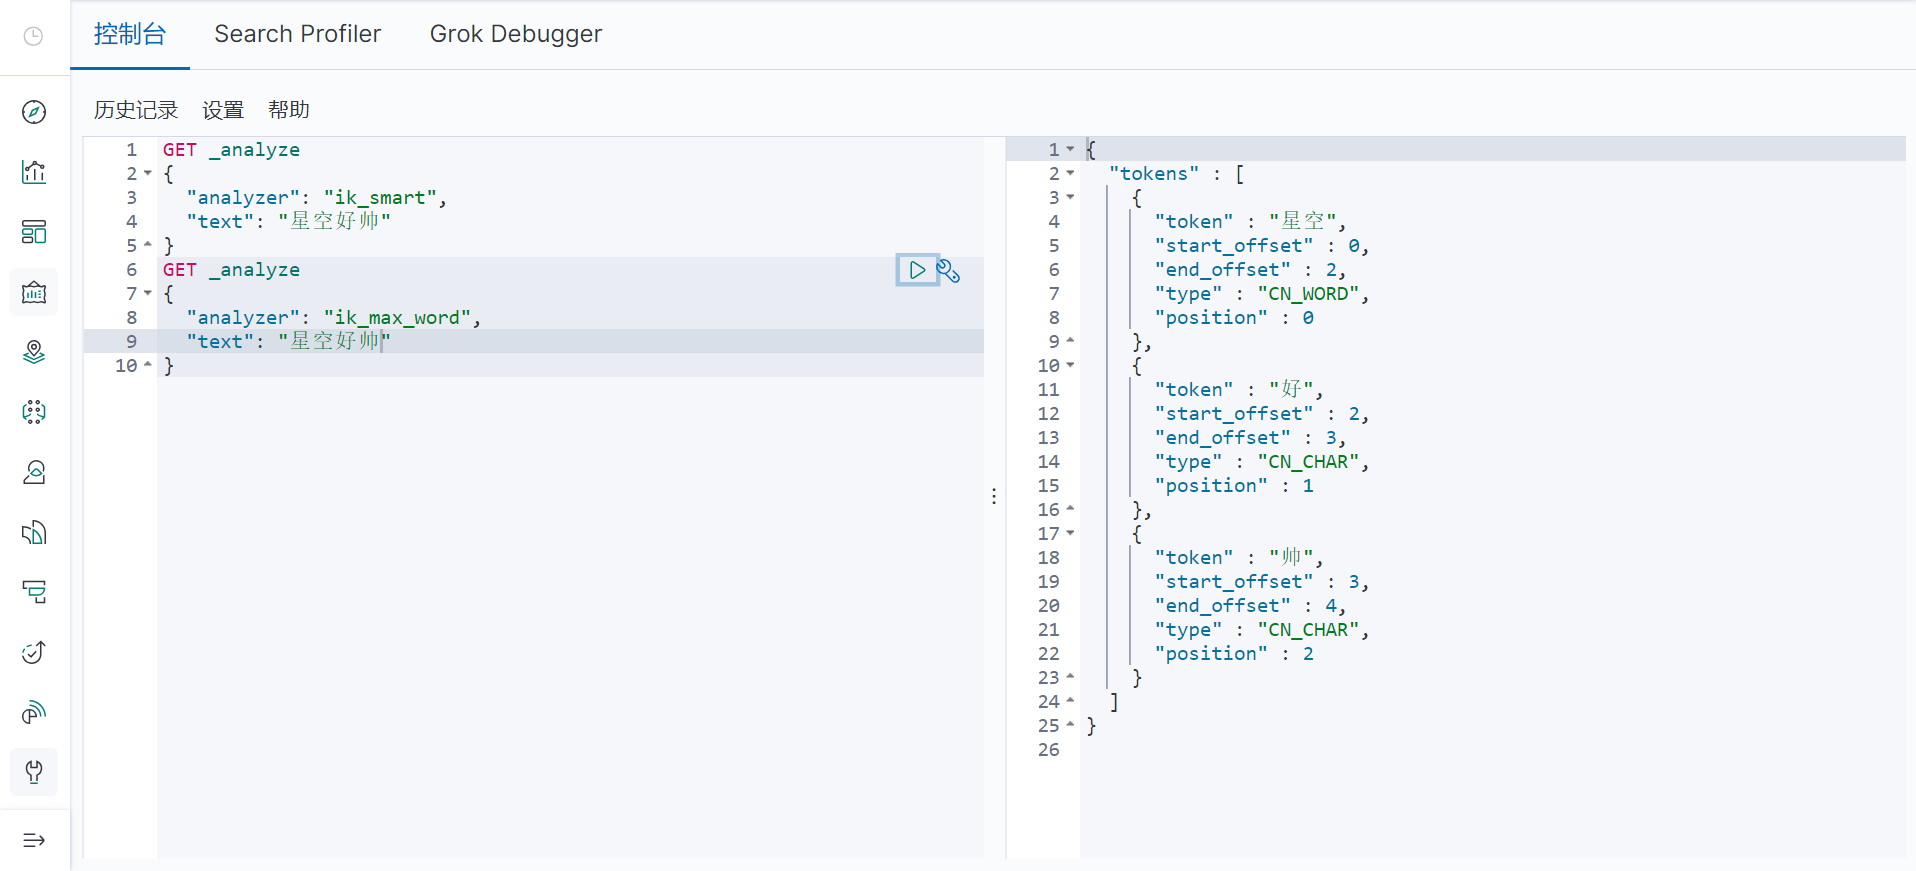 控制台 Search Profiler Grok Debugger
历史记录 设置 帮助
1 GET _analyze
2 {
3 "analyzer": "ik_smart",
4 "text": "星空好帅"
5 }
6 GET _analyze
7 {
8 "analyzer": "ik_max_word",
9 "text": "星空好帅"
10 }
1 {
2 "tokens" : [
3 {
4 "token" : "星空",
5 "start_offset" : 0,
6 "end_offset" : 2,
7 "type" : "CN_WORD",
8 "position" : 0
9 },
10 {
11 "token" : "好",
12 "start_offset" : 2,
13 "end_offset" : 3,
14 "type" : "CN_CHAR",
15 "position" : 1
16 },
17 {
18 "token" : "帅",
19 "start_offset" : 3,
20 "end_offset" : 4,
21 "type" : "CN_CHAR",
22 "position" : 2
23 }
24 ]
25 }
26